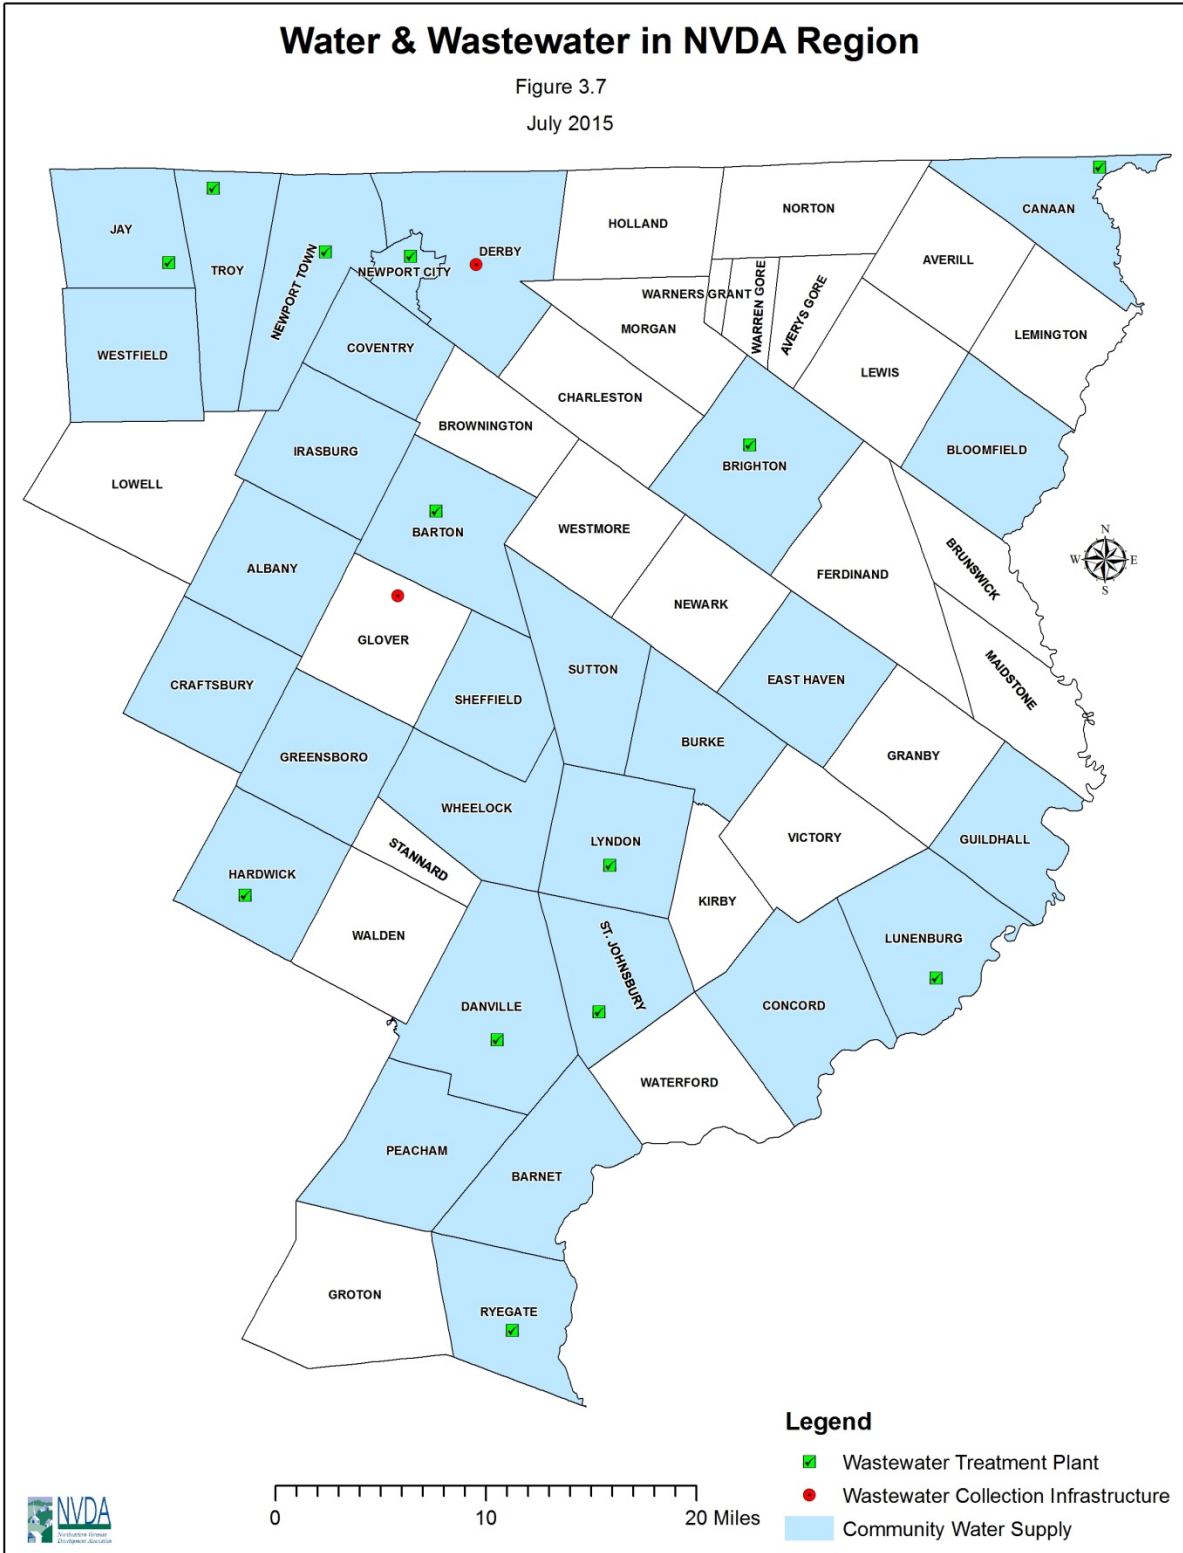 Water & Wastewater in NVDA Region
Figure 3.7
July 2015
HOLLAND
NORTON
CANAAN
JAY
TROY
NEWPORT TOWN
NEWPORT CITY
DERBY
AVERILL
WARNERS GRANT
WARREN GORE
AVERYS GORE
MORGAN
LEMINGTON
WESTFIELD
COVENTRY
LEWIS
CHARLESTON
BROWNINGTON
IRASBURG
BRIGHTON
BLOOMFIELD
LOWELL
BARTON
WESTMORE
N
W
E
S
ALBANY
FERDINAND
BRUNSWICK
NEWARK
GLOVER
SUTTON
EAST HAVEN
MAIDSTONE
CRAFTSBURY
SHEFFIELD
BURKE
GRANBY
GREENSBORO
WHEELOCK
LYNDON
VICTORY
GUILDHALL
STANNARD
HARDWICK
KIRBY
WALDEN
ST. JOHNSBURY
LUNENBURG
DANVILLE
CONCORD
WATERFORD
PEACHAM
BARNET
GROTON
RYEGATE
Legend
Wastewater Treatment Plant
Wastewater Collection Infrastructure
Community Water Supply
0 10 20 Miles
NVDA
Northeastern Vermont
Development Association